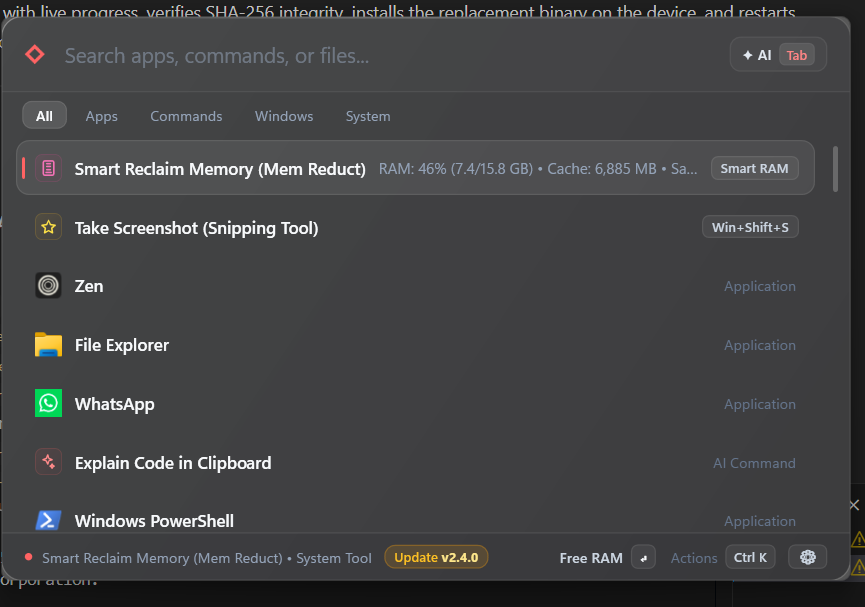 with live progress, verifies SHA-256 integrity, installs the replacement binary on the device, and restarts
Search apps, commands, or files...
✦ AI Tab
All Apps Commands Windows System
Smart Reclaim Memory (Mem Reduct) RAM: 46% (7.4/15.8 GB) • Cache: 6,885 MB • Sa... Smart RAM
Take Screenshot (Snipping Tool) Win+Shift+S
Zen Application
File Explorer Application
WhatsApp Application
Explain Code in Clipboard AI Command
Windows PowerShell Application
Smart Reclaim Memory (Mem Reduct) • System Tool Update v2.4.0 Free RAM ↵ Actions Ctrl K
orporation.